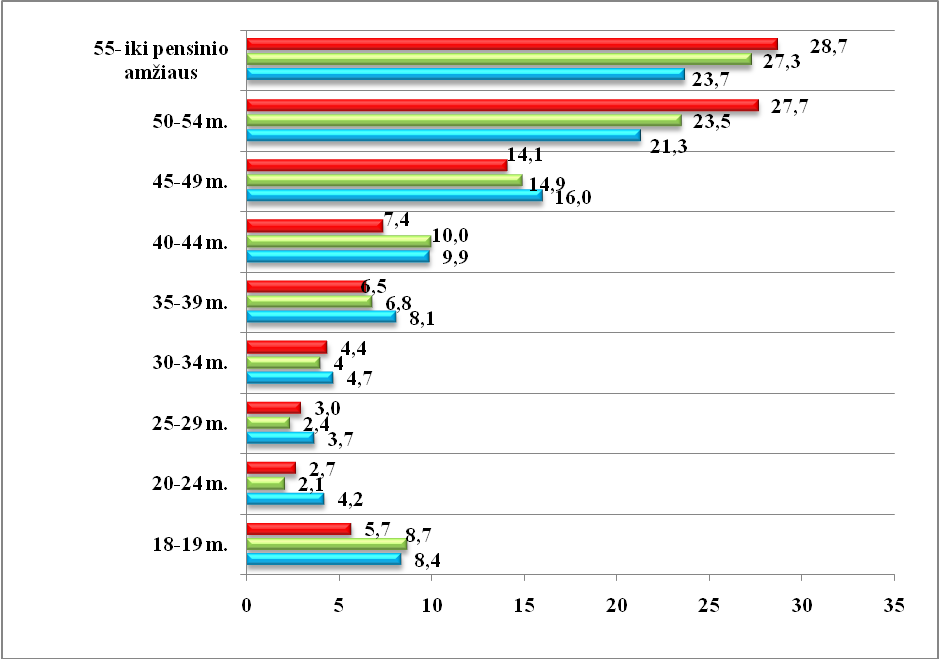 55- iki pensinio
amžiaus
28,7
27,3
23,7
50-54 m.
27,7
23,5
21,3
45-49 m.
14,1
14,9
16,0
40-44 m.
7,4
10,0
9,9
35-39 m.
6,5
6,8
8,1
30-34 m.
4,4
4
4,7
25-29 m.
3,0
2,4
3,7
20-24 m.
2,7
2,1
4,2
18-19 m.
5,7
8,7
8,4
0 5 10 15 20 25 30 35